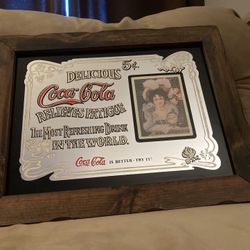 5¢
DELICIOUS
Coca-Cola
RELIEVES FATIGUE
THE MOST REFRESHING DRINK
IN THE WORLD.
Coca-Cola IS BETTER - TRY IT!